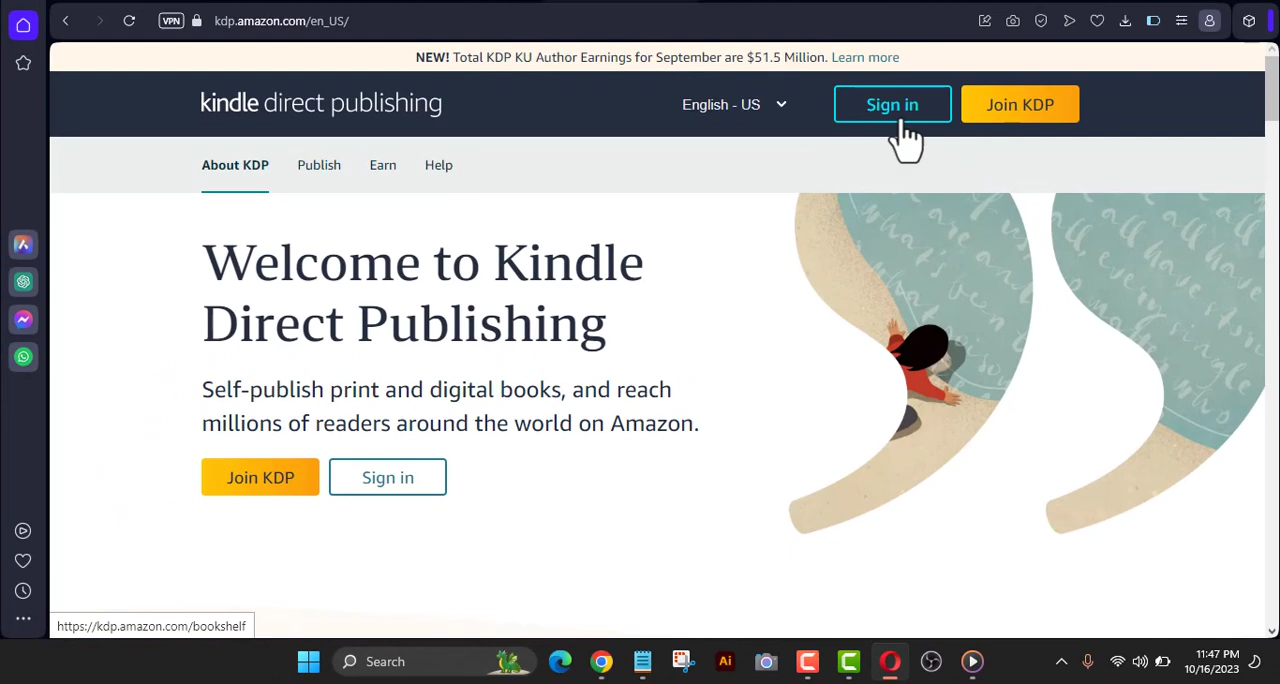 VPN kdp.amazon.com/en_US/
NEW! Total KDP KU Author Earnings for September are $51.5 Million. Learn more
kindle direct publishing
English - US
Sign in
Join KDP
About KDP Publish Earn Help
Welcome to Kindle
Direct Publishing
Self-publish print and digital books, and reach
millions of readers around the world on Amazon.
Join KDP Sign in
https://kdp.amazon.com/bookshelf
Search
Ai
11:47 PM
10/16/2023